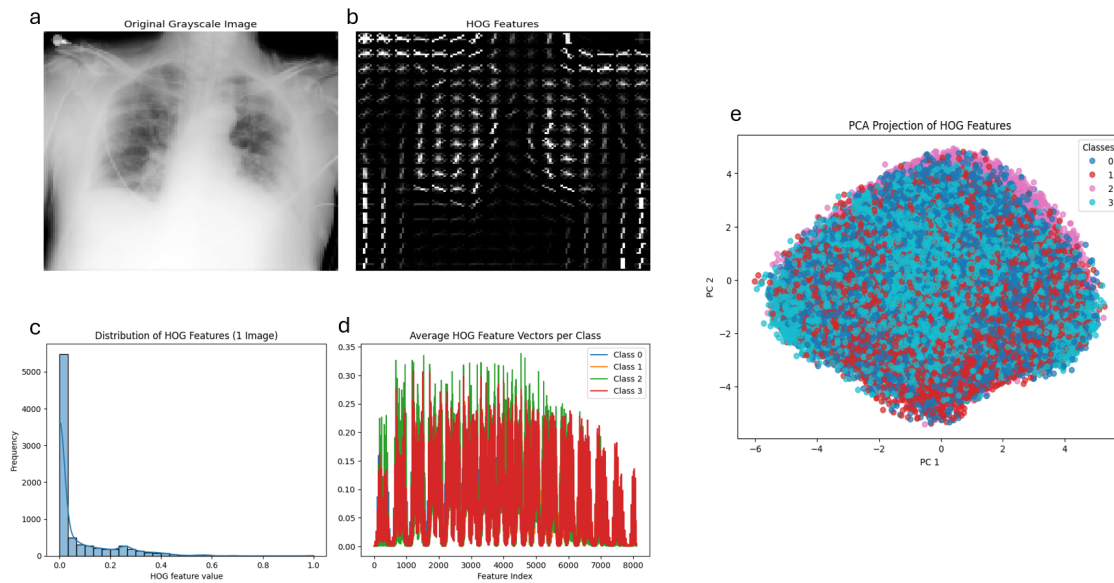 a
Original Grayscale Image
b
HOG Features
c
Distribution of HOG Features (1 Image)
Frequency
5000
4000
3000
2000
1000
0
0.0 0.2 0.4 0.6 0.8 1.0
HOG feature value
d
Average HOG Feature Vectors per Class
0.35
0.30
0.25
0.20
0.15
0.10
0.05
0.00
0 1000 2000 3000 4000 5000 6000 7000 8000
Feature Index
Class 0
Class 1
Class 2
Class 3
e
PCA Projection of HOG Features
PC 2
4
2
0
−2
−4
−6 −4 −2 0 2 4
PC 1
Classes
0
1
2
3